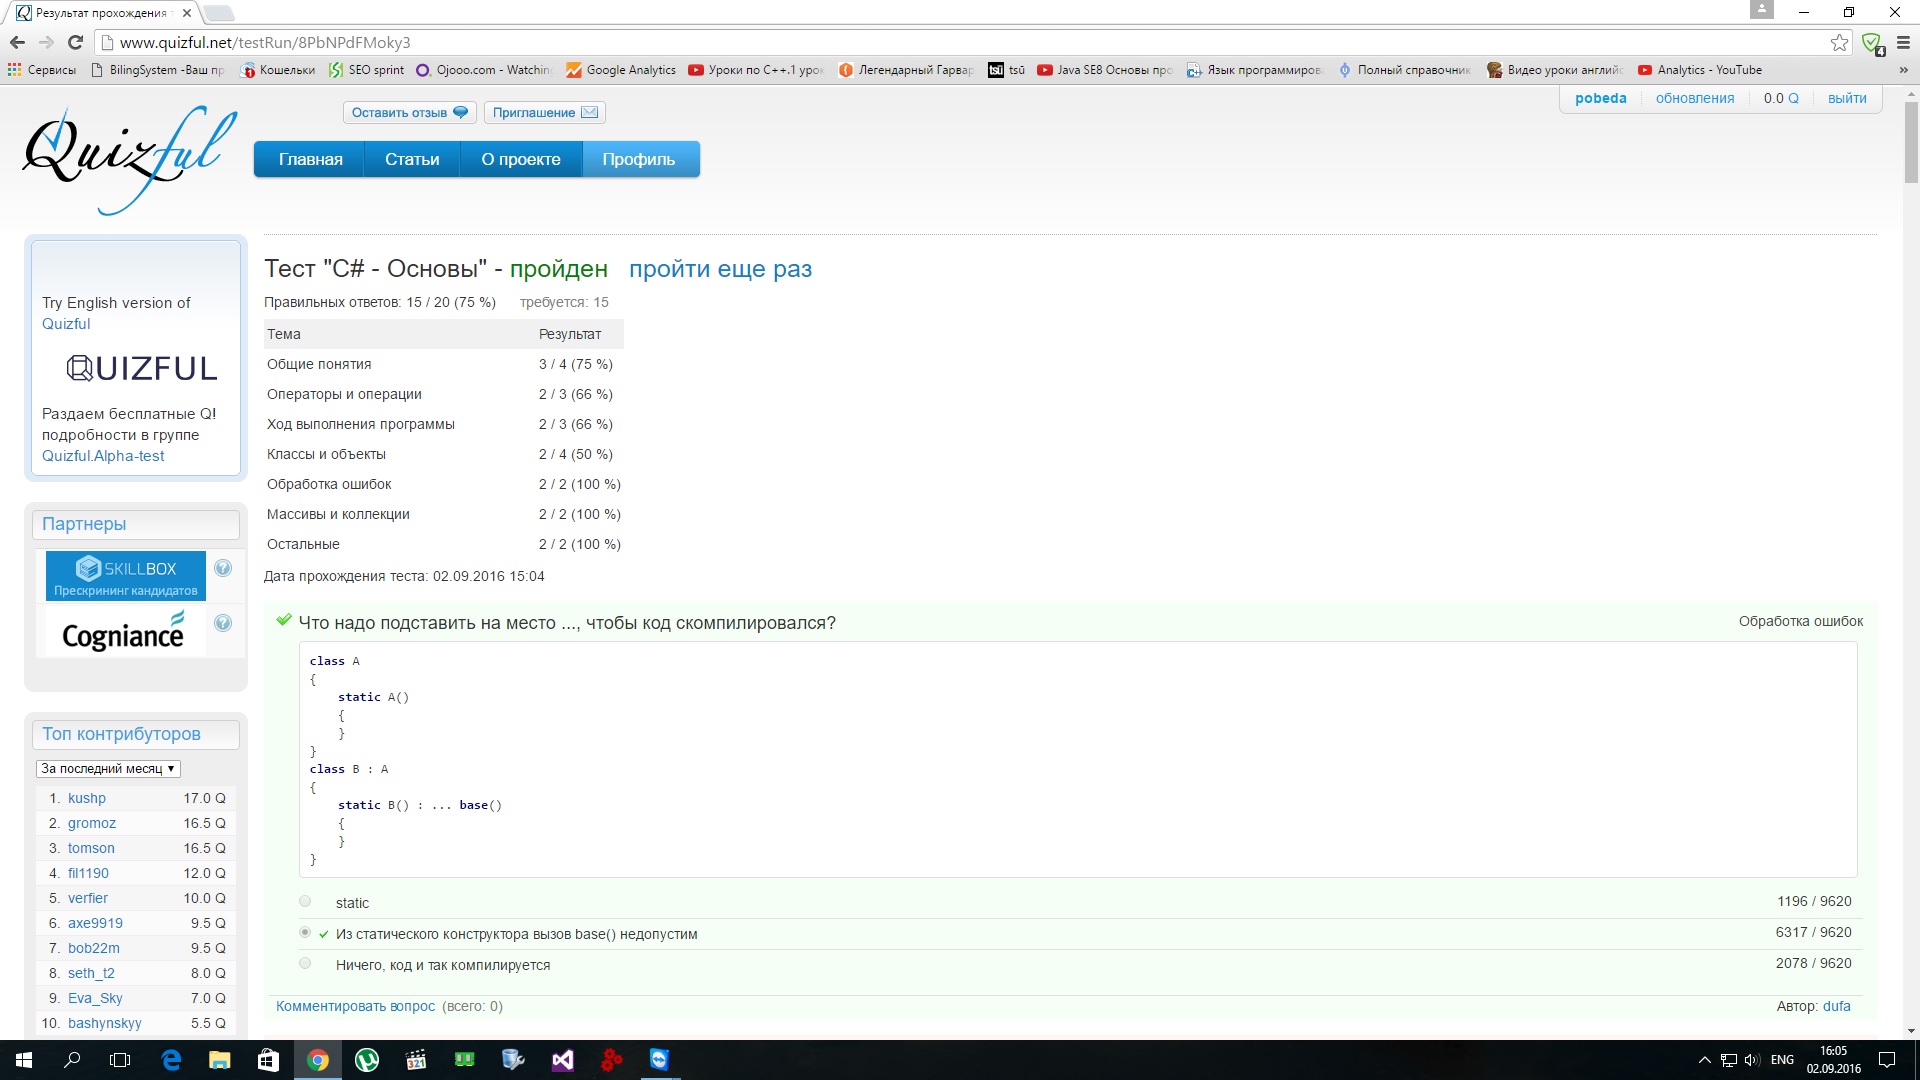 Результат прохождения т
www.quizful.net/testRun/8PbNPdFMoky3
4
Сервисы
BilingSystem -Ваш пр
Кошельки
SEO sprint
Ojooo.com - Watchin
Google Analytics
Уроки по C++.1 урок
Легендарный Гарвар
tsū
tsū
Java SE8 Основы про
Язык программиров
Полный справочник
Видео уроки англий
Analytics - YouTube
»
Quizful
Оставить отзыв
Приглашение
pobeda
обновления
0.0 Q
выйти
Главная
Статьи
О проекте
Профиль
Try English version of
Quizful
QUIZFUL
Раздаем бесплатные Q!
подробности в группе
Quizful.Alpha-test
Партнеры
SKILLBOX
Прескрининг кандидатов
?
Cogniance
?
Топ контрибуторов
За последний месяц
1. kushp 17.0 Q
2. gromoz 16.5 Q
3. tomson 16.5 Q
4. fil1190 12.0 Q
5. verfier 10.0 Q
6. axe9919 9.5 Q
7. bob22m 9.5 Q
8. seth_t2 8.0 Q
9. Eva_Sky 7.0 Q
10. bashynskyy 5.5 Q
Тест "C# - Основы" - пройден пройти еще раз
Правильных ответов: 15 / 20 (75 %) требуется: 15
Тема Результат
Общие понятия 3 / 4 (75 %)
Операторы и операции 2 / 3 (66 %)
Ход выполнения программы 2 / 3 (66 %)
Классы и объекты 2 / 4 (50 %)
Обработка ошибок 2 / 2 (100 %)
Массивы и коллекции 2 / 2 (100 %)
Остальные 2 / 2 (100 %)
Дата прохождения теста: 02.09.2016 15:04
Что надо подставить на место ..., чтобы код скомпилировался?
Обработка ошибок
class A
{
static A()
{
}
}
class B : A
{
static B() : ... base()
{
}
}
static 1196 / 9620
Из статического конструктора вызов base() недопустим 6317 / 9620
Ничего, код и так компилируется 2078 / 9620
Комментировать вопрос (всего: 0)
Автор: dufa
321
ENG
16:05
02.09.2016